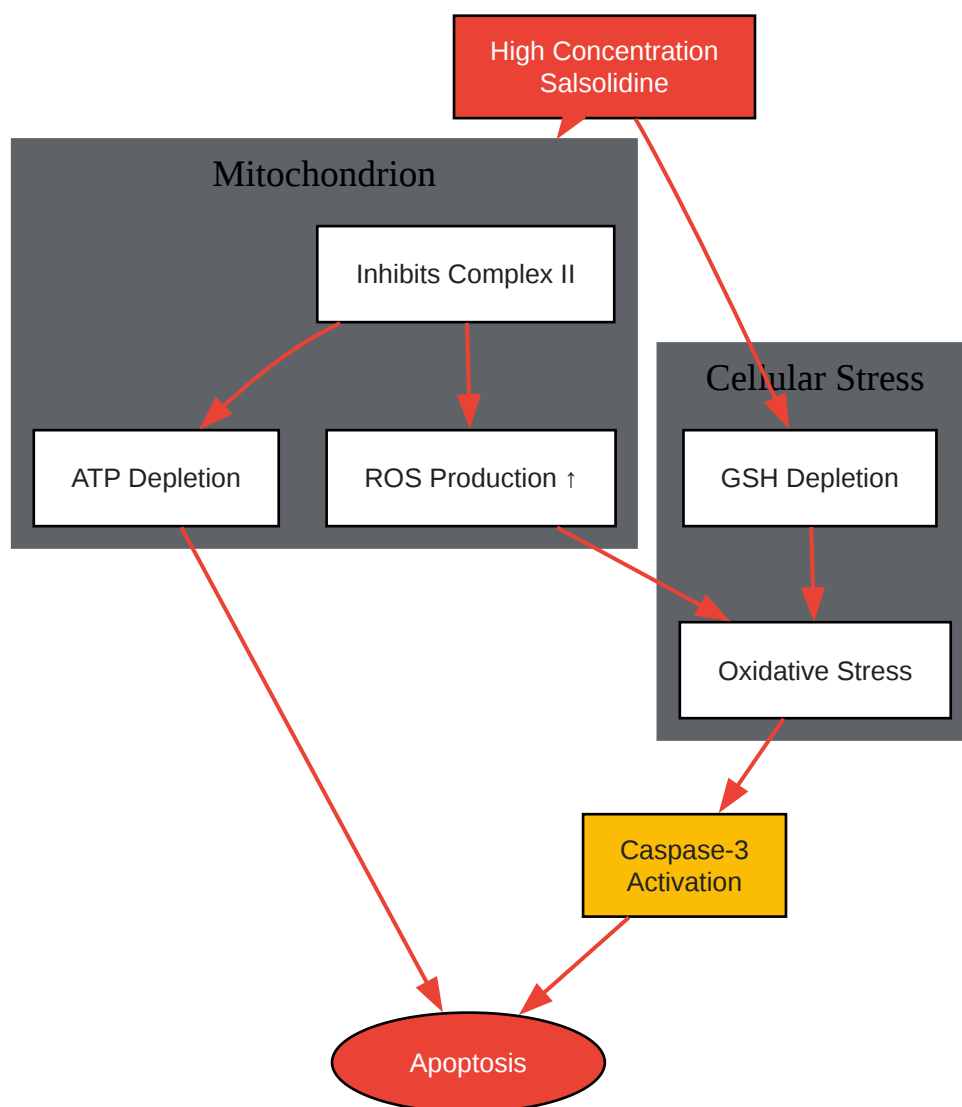 High Concentration
Salsolidine
Mitochondrion
Inhibits Complex II
Cellular Stress
ATP Depletion
ROS Production ↑
GSH Depletion
Oxidative Stress
Caspase-3
Activation
Apoptosis